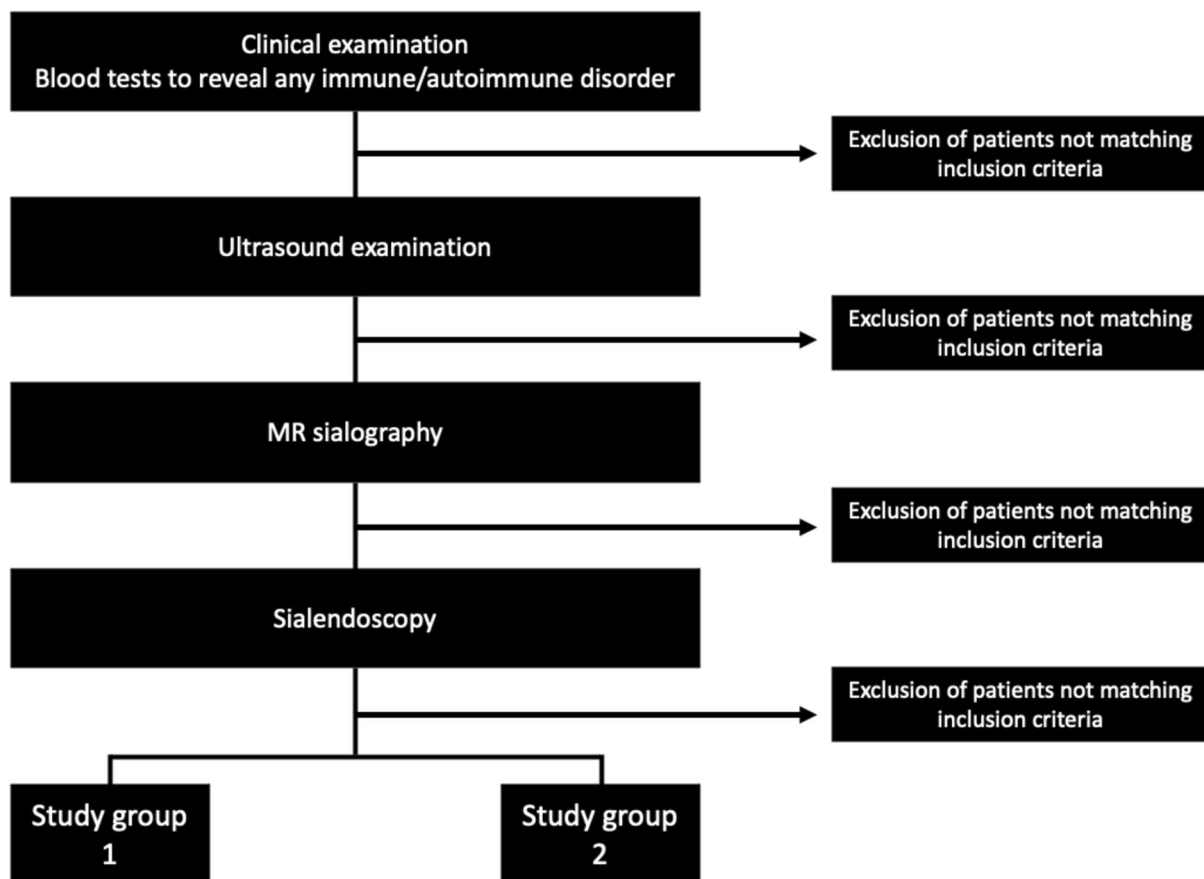 Clinical examination
Blood tests to reveal any immune/autoimmune disorder
Exclusion of patients not matching
inclusion criteria
Ultrasound examination
Exclusion of patients not matching
inclusion criteria
MR sialography
Exclusion of patients not matching
inclusion criteria
Sialendoscopy
Exclusion of patients not matching
inclusion criteria
Study group
1
Study group
2